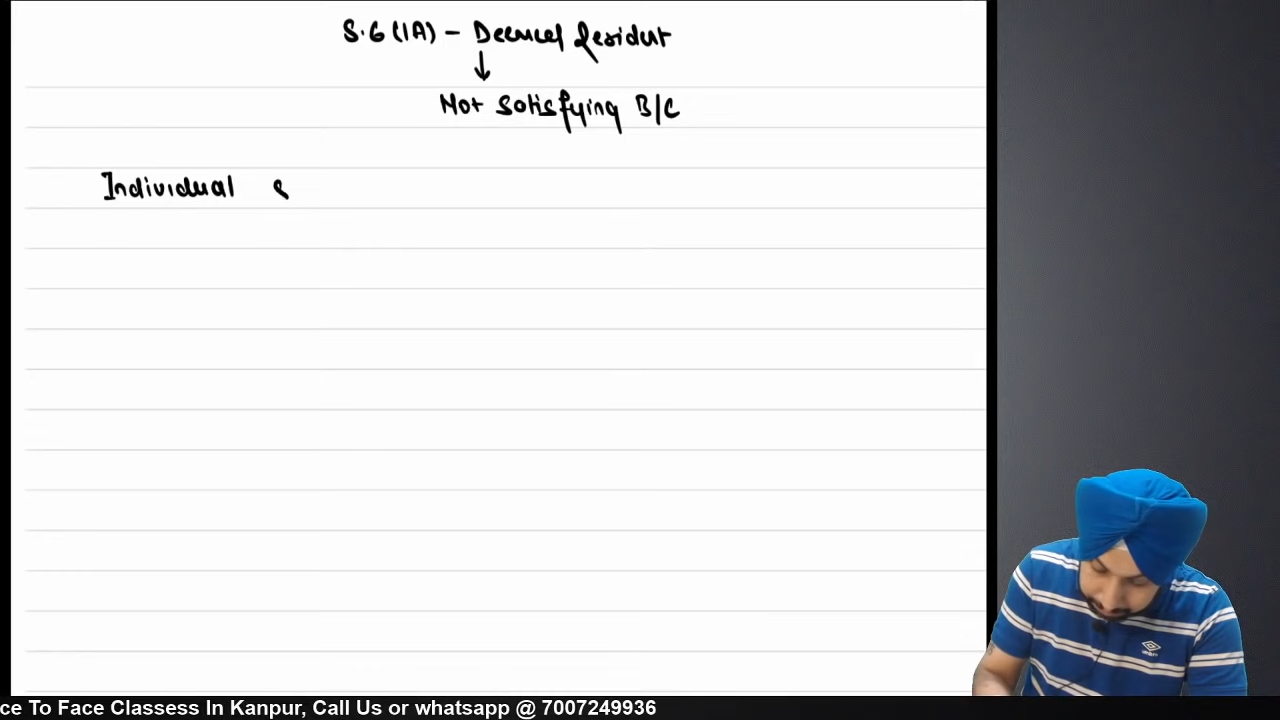 S.6 (1A) - Deemed Resident
↓
Not Satisfying B/C
Individual
ce To Face Classess In Kanpur, Call Us or whatsapp @ 7007249936